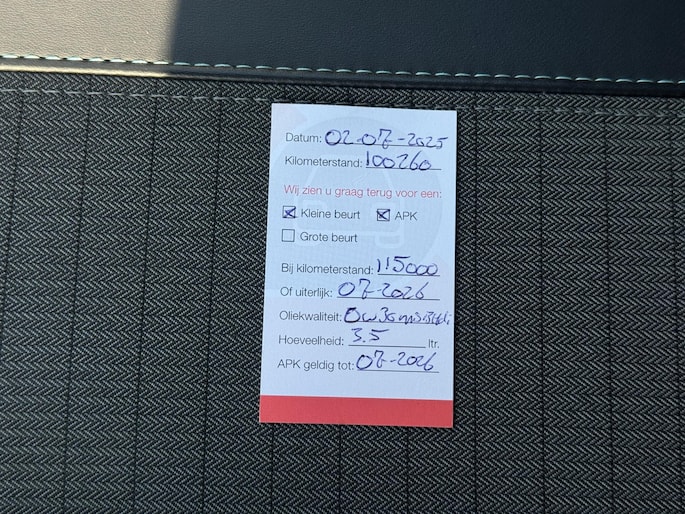 Datum: 02-07-2025
Kilometerstand: 100260
Wij zien u graag terug voor een:
Kleine beurt APK
Grote beurt
Bij kilometerstand: 115000
Of uiterlijk: 07-2026
Oliekwaliteit: 0w30
Hoeveelheid: 3.5 ltr.
APK geldig tot: 07-2026